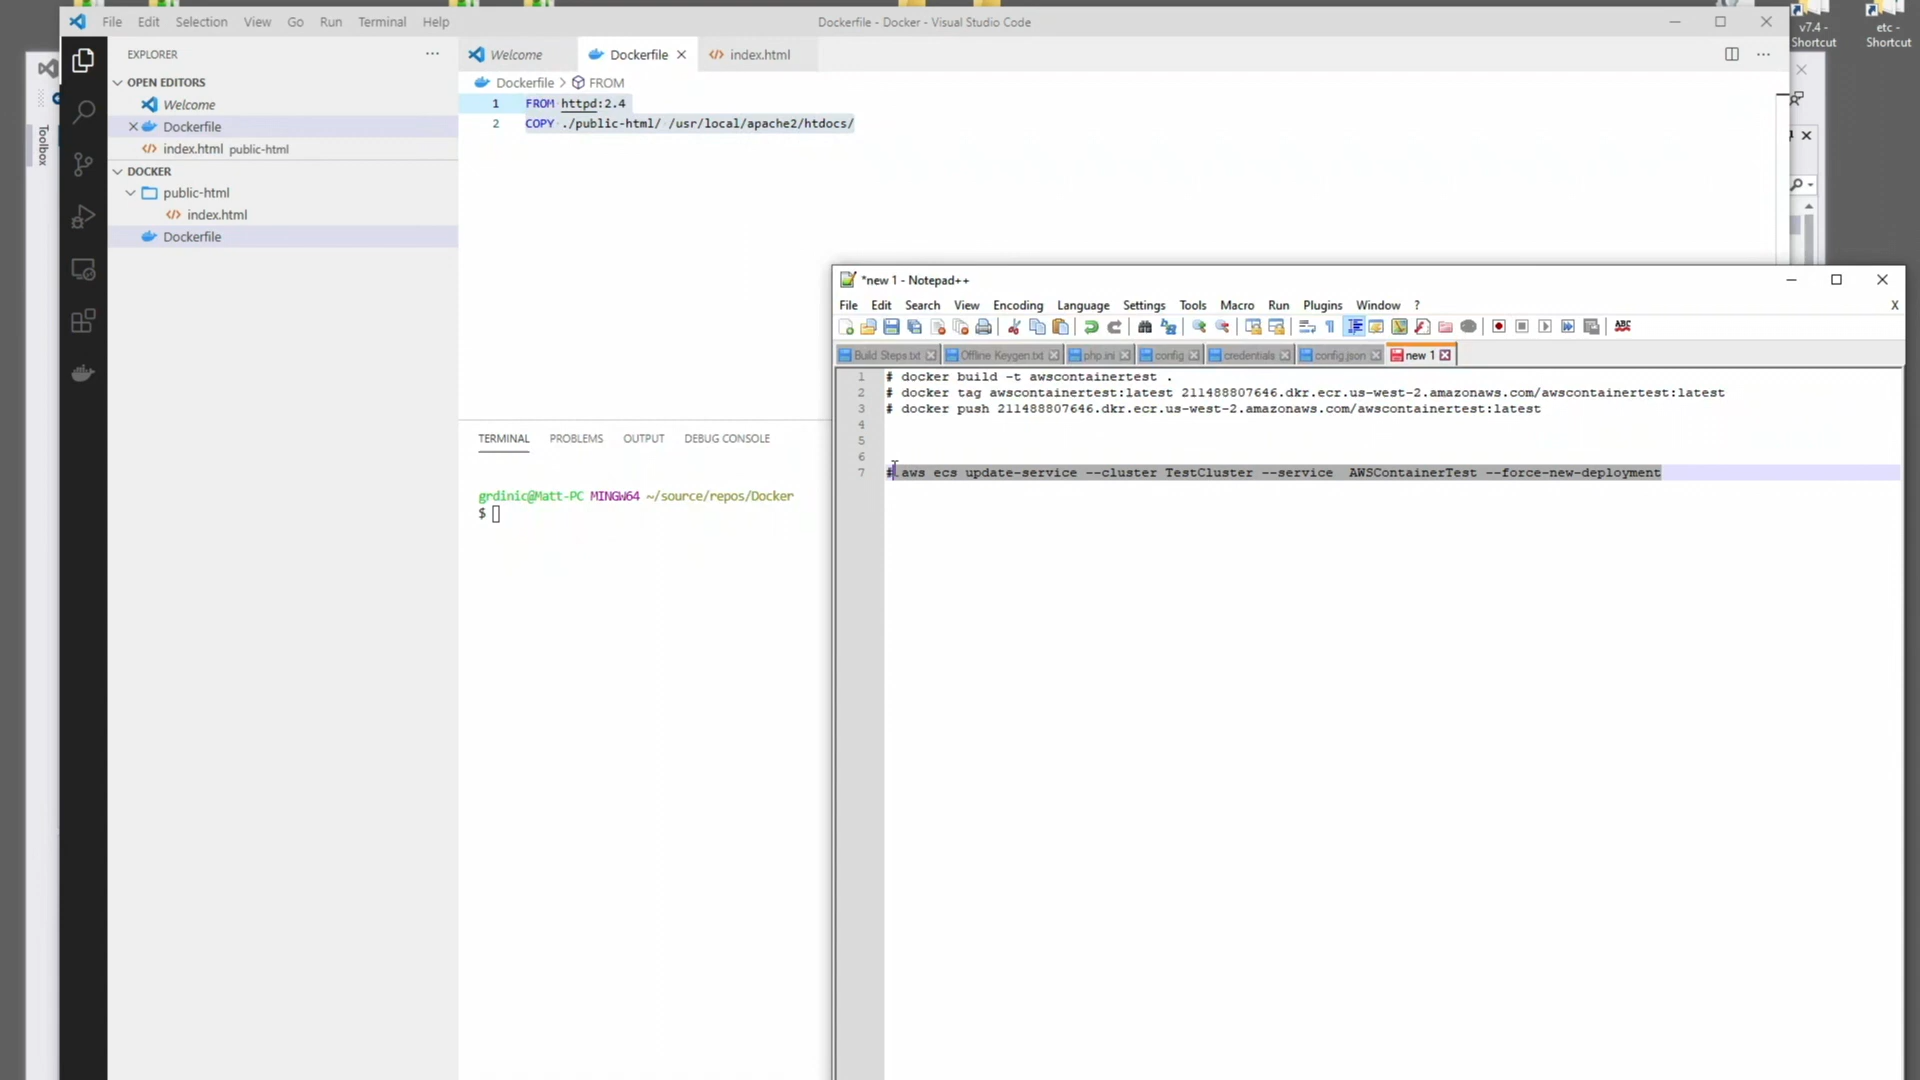 v7.4 -
Shortcut
etc -
Shortcut
File Edit Selection View Go Run Terminal Help
Dockerfile - Docker - Visual Studio Code
EXPLORER
Welcome
Dockerfile
index.html
OPEN EDITORS
Welcome
Dockerfile
index.html public-html
DOCKER
public-html
index.html
Dockerfile
Toolbox
Dockerfile > FROM
1 FROM httpd:2.4
2 COPY ./public-html/ /usr/local/apache2/htdocs/
TERMINAL PROBLEMS OUTPUT DEBUG CONSOLE
grdinic@Matt-PC MINGW64 ~/source/repos/Docker
$
*new 1 - Notepad++
File Edit Search View Encoding Language Settings Tools Macro Run Plugins Window ? X
ABC
Build Steps.txt Offline Keygen.txt php.ini config credentials config.json new 1
1 # docker build -t awscontainertest .
2 # docker tag awscontainertest:latest 211488807646.dkr.ecr.us-west-2.amazonaws.com/awscontainertest:latest
3 # docker push 211488807646.dkr.ecr.us-west-2.amazonaws.com/awscontainertest:latest
4
5
6
7 # aws ecs update-service --cluster TestCluster --service  AWSContainerTest --force-new-deployment